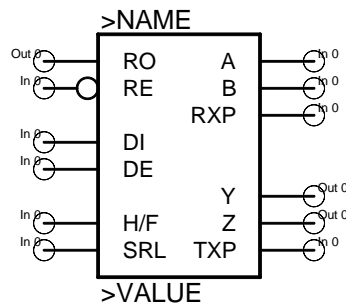 >NAME
Out 0 RO A In 0
In 0 RE B In 0
RXP In 0
In 0 DI
In 0 DE
Y Out 0
In 0 H/F Z Out 0
In 0 SRL TXP In 0
>VALUE